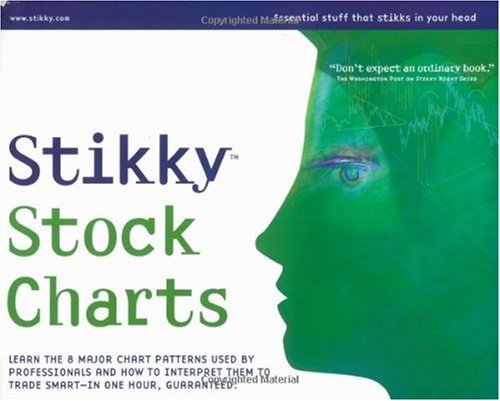 www.stikky.com
Essential stuff that stikks in your head
Copyrighted Material
"Don't expect an ordinary book."
The Washington Post on Stikky Night Skies
Stikky™
Stock
Charts
LEARN THE 8 MAJOR CHART PATTERNS USED BY
PROFESSIONALS AND HOW TO INTERPRET THEM TO
TRADE SMART—IN ONE HOUR, GUARANTEED.
Copyrighted Material